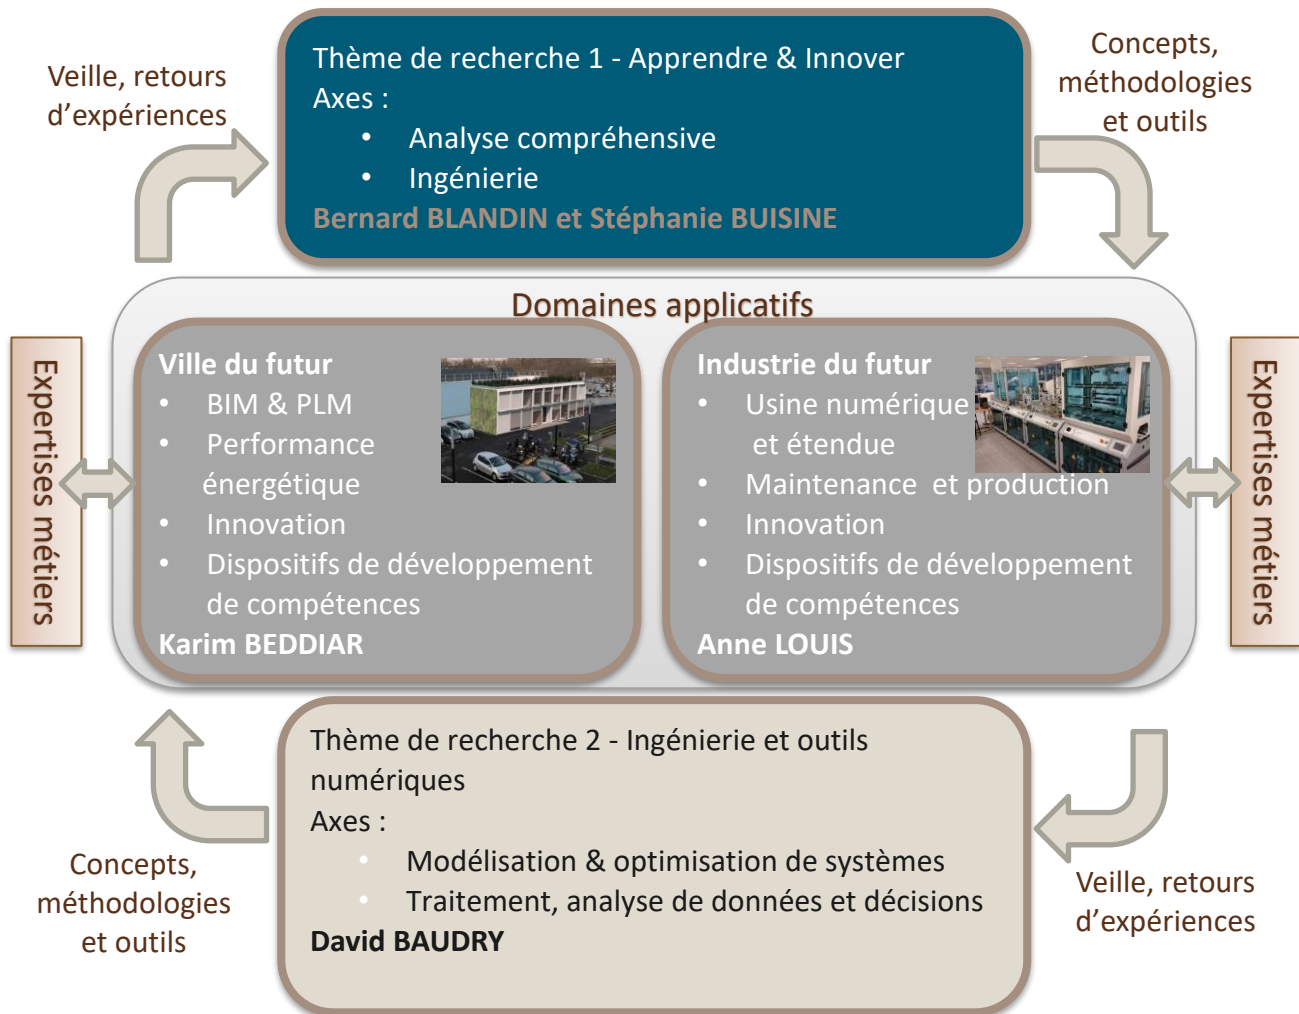 Veille, retours
d’expériences
Thème de recherche 1 - Apprendre & Innover
Axes :
• Analyse compréhensive
• Ingénierie
Bernard BLANDIN et Stéphanie BUISINE
Concepts,
méthodologies
et outils
Domaines applicatifs
Expertises métiers
Ville du futur
• BIM & PLM
• Performance
énergétique
• Innovation
• Dispositifs de développement
de compétences
Karim BEDDIAR
Industrie du futur
• Usine numérique
et étendue
• Maintenance et production
• Innovation
• Dispositifs de développement
de compétences
Anne LOUIS
Expertises métiers
Concepts,
méthodologies
et outils
Thème de recherche 2 - Ingénierie et outils
numériques
Axes :
• Modélisation & optimisation de systèmes
• Traitement, analyse de données et décisions
David BAUDRY
Veille, retours
d’expériences